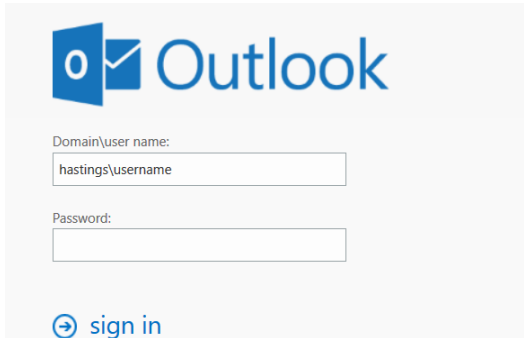 Outlook
Domain\user name:
hastings\username
Password:
sign in